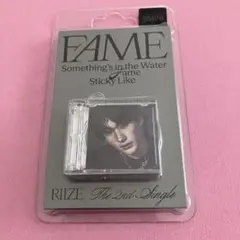 FAME
Something's in the Water
Fame
Sticky Like
RIIZE The 2nd Single